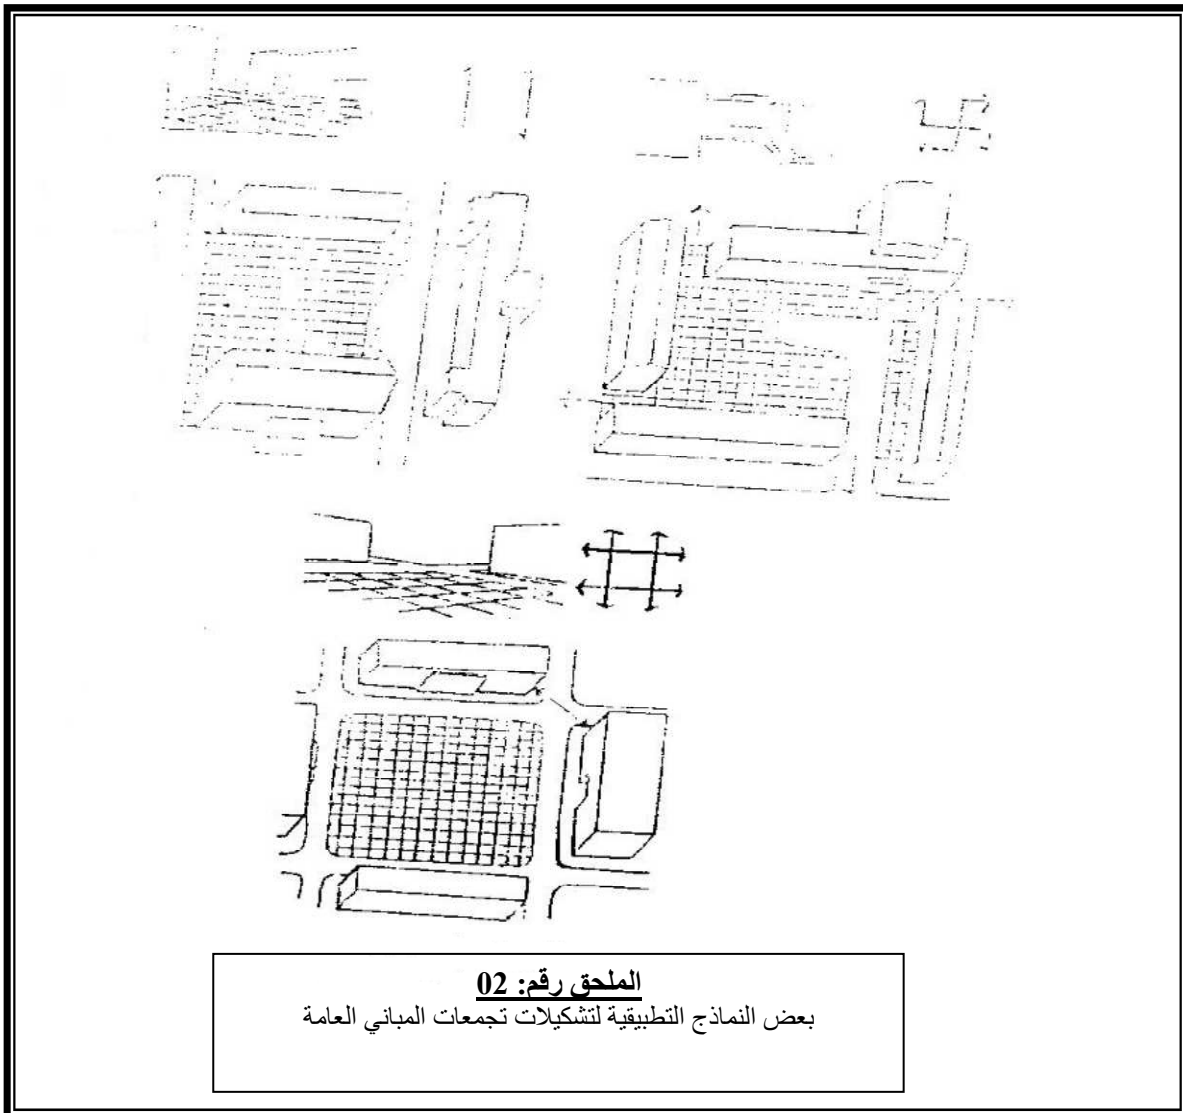 الملحق رقم: 02
بعض النماذج التطبيقية لتشكيلات تجمعات المباني العامة